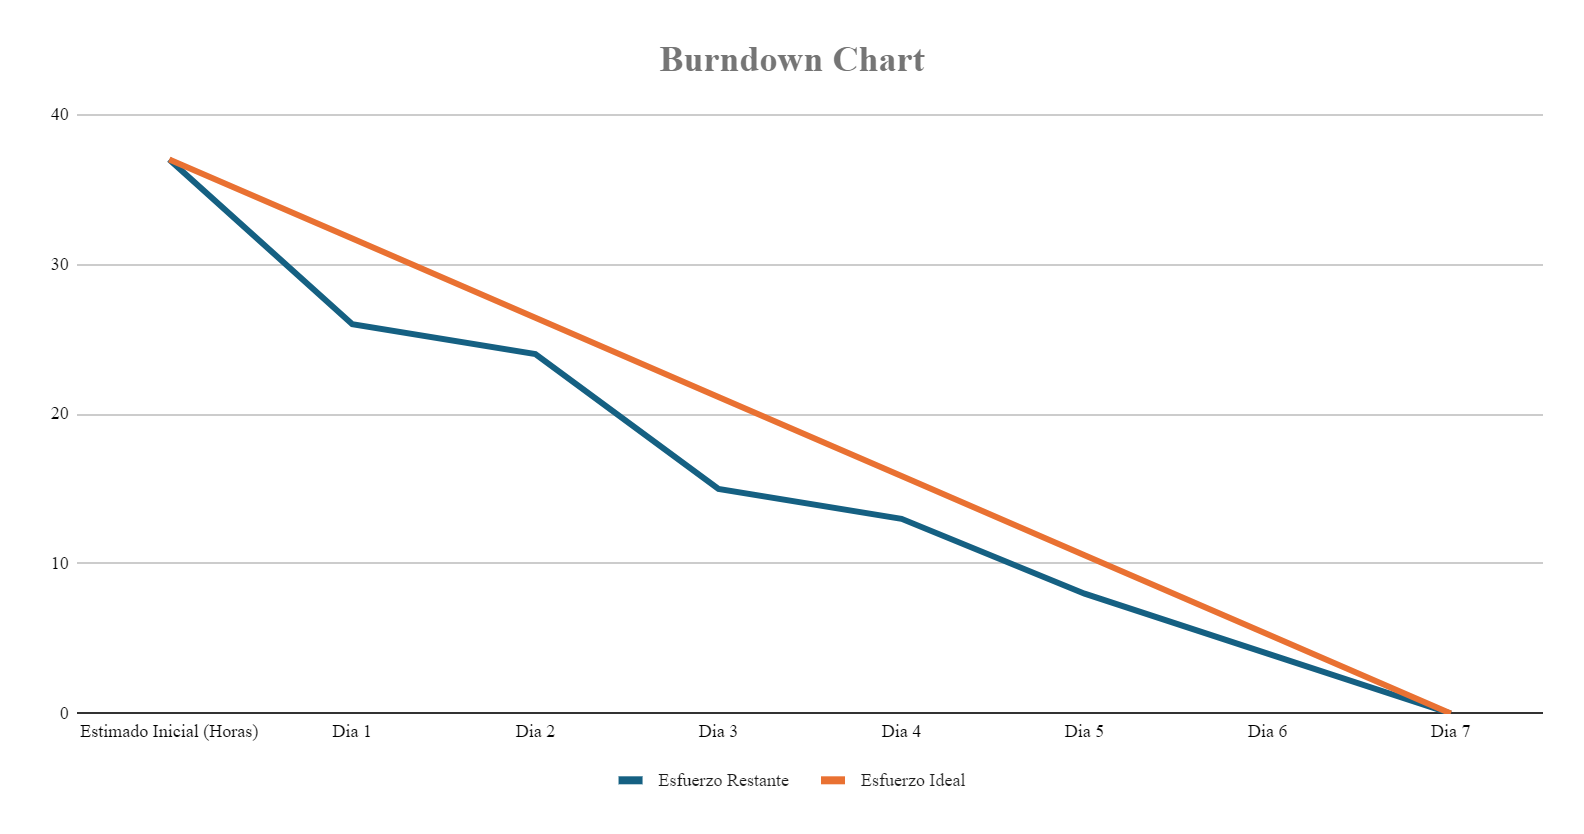 Burndown Chart
40
30
20
10
0
Estimado Inicial (Horas) Dia 1 Dia 2 Dia 3 Dia 4 Dia 5 Dia 6 Dia 7
Esfuerzo Restante Esfuerzo Ideal